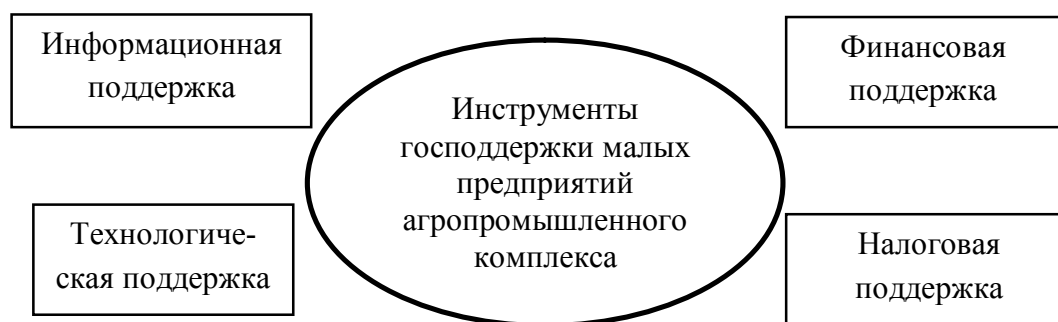 Информационная
поддержка
Финансовая
поддержка
Инструменты
господдержки малых
предприятий
агропромышленного
комплекса
Технологиче-
ская поддержка
Налоговая
поддержка